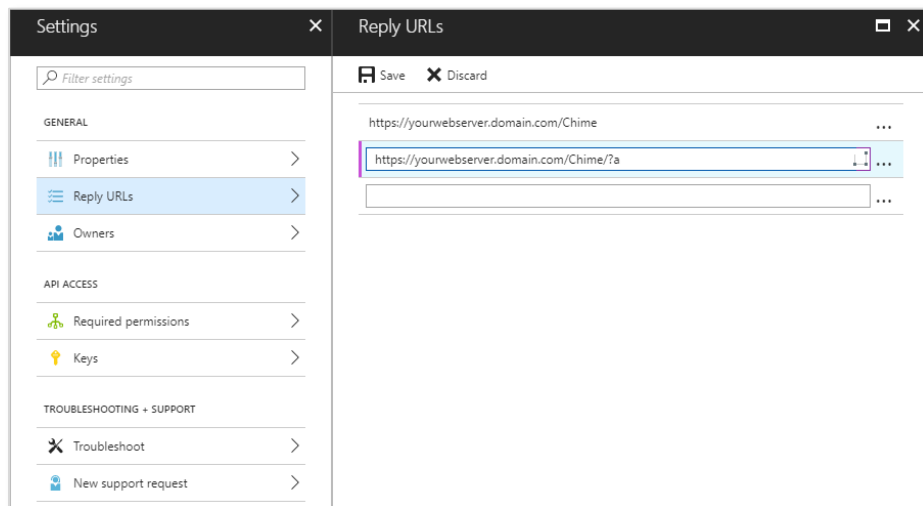 Settings
Filter settings
GENERAL
Properties
Reply URLs
Owners
API ACCESS
Required permissions
Keys
TROUBLESHOOTING + SUPPORT
Troubleshoot
New support request
Reply URLs
Save Discard
https://yourwebserver.domain.com/Chime
https://yourwebserver.domain.com/Chime/?a